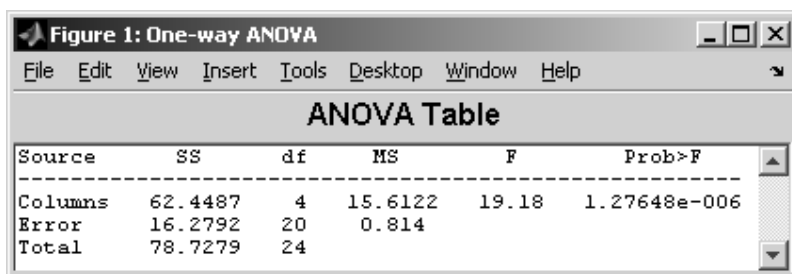 Figure 1: One-way ANOVA
File Edit View Insert Tools Desktop Window Help
ANOVA Table
Source SS df MS F Prob>F
Columns 62.4487 4 15.6122 19.18 1.27648e-006
Error 16.2792 20 0.814
Total 78.7279 24